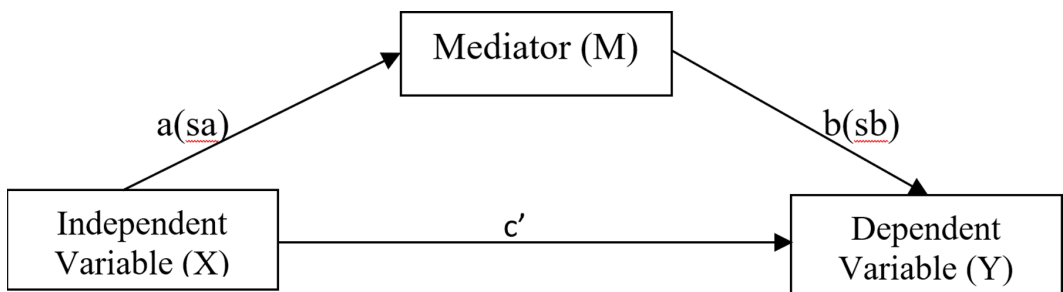 Mediator (M)
a(sa)
b(sb)
Independent
Variable (X)
c’
Dependent
Variable (Y)